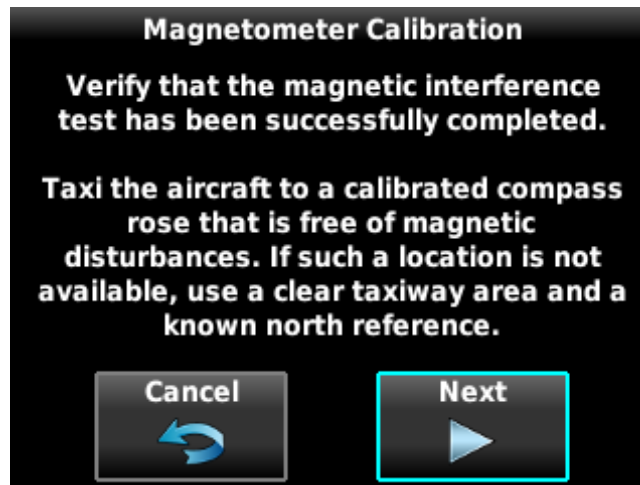 Magnetometer Calibration
Verify that the magnetic interference
test has been successfully completed.
Taxi the aircraft to a calibrated compass
rose that is free of magnetic
disturbances. If such a location is not
available, use a clear taxiway area and a
known north reference.
Cancel
Next